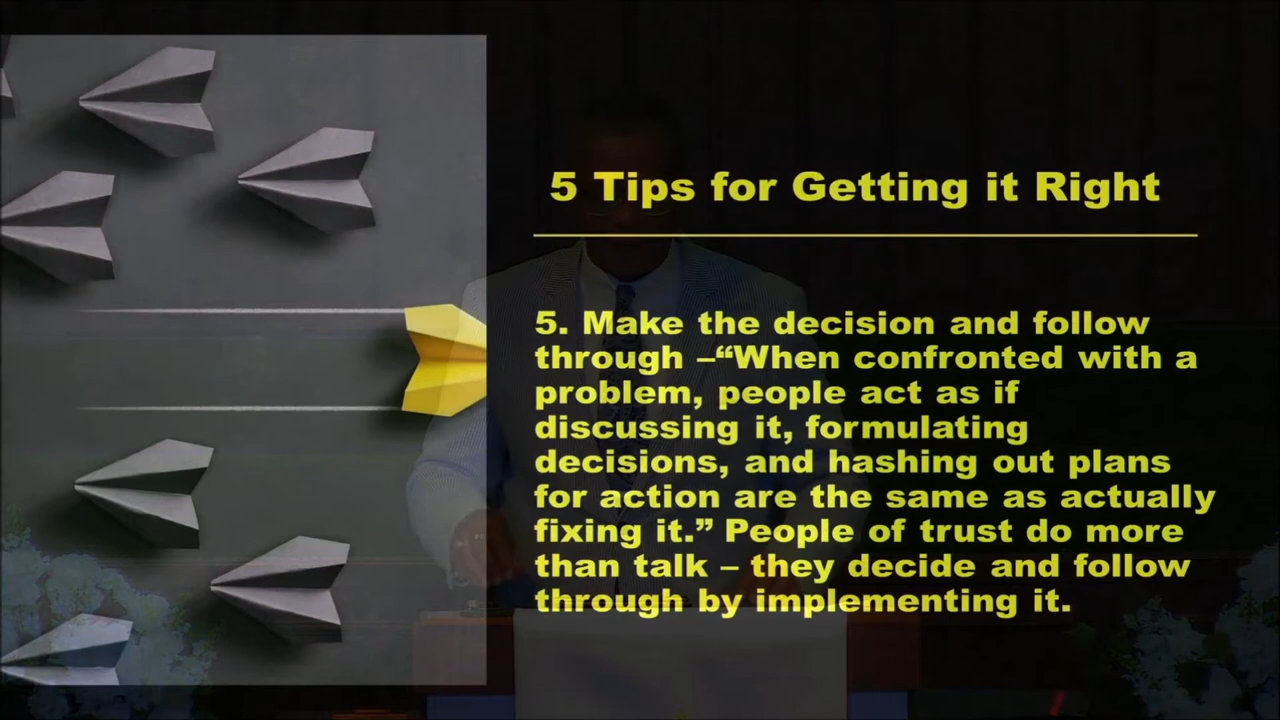 5 Tips for Getting it Right
5. Make the decision and follow
through –“When confronted with a
problem, people act as if
discussing it, formulating
decisions, and hashing out plans
for action are the same as actually
fixing it.” People of trust do more
than talk – they decide and follow
through by implementing it.